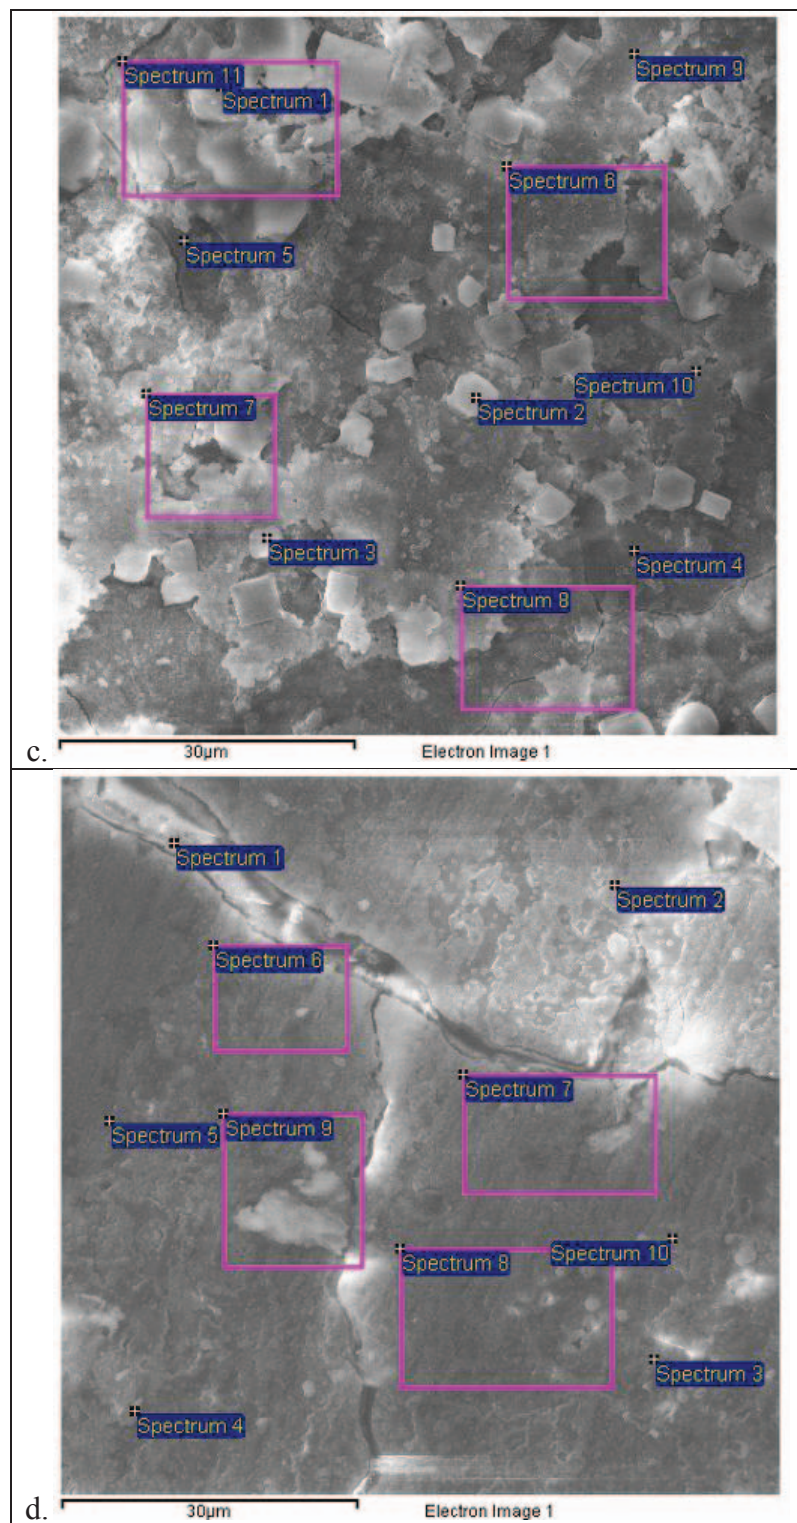 Spectrum 11
Spectrum 9
Spectrum 1
Spectrum 6
Spectrum 5
Spectrum 10
Spectrum 7
Spectrum 2
Spectrum 3
Spectrum 4
Spectrum 8
c.
30µm
Electron Image 1
Spectrum 1
Spectrum 2
Spectrum 6
Spectrum 7
Spectrum 5
Spectrum 9
Spectrum 10
Spectrum 8
Spectrum 3
Spectrum 4
d.
30µm
Electron Image 1